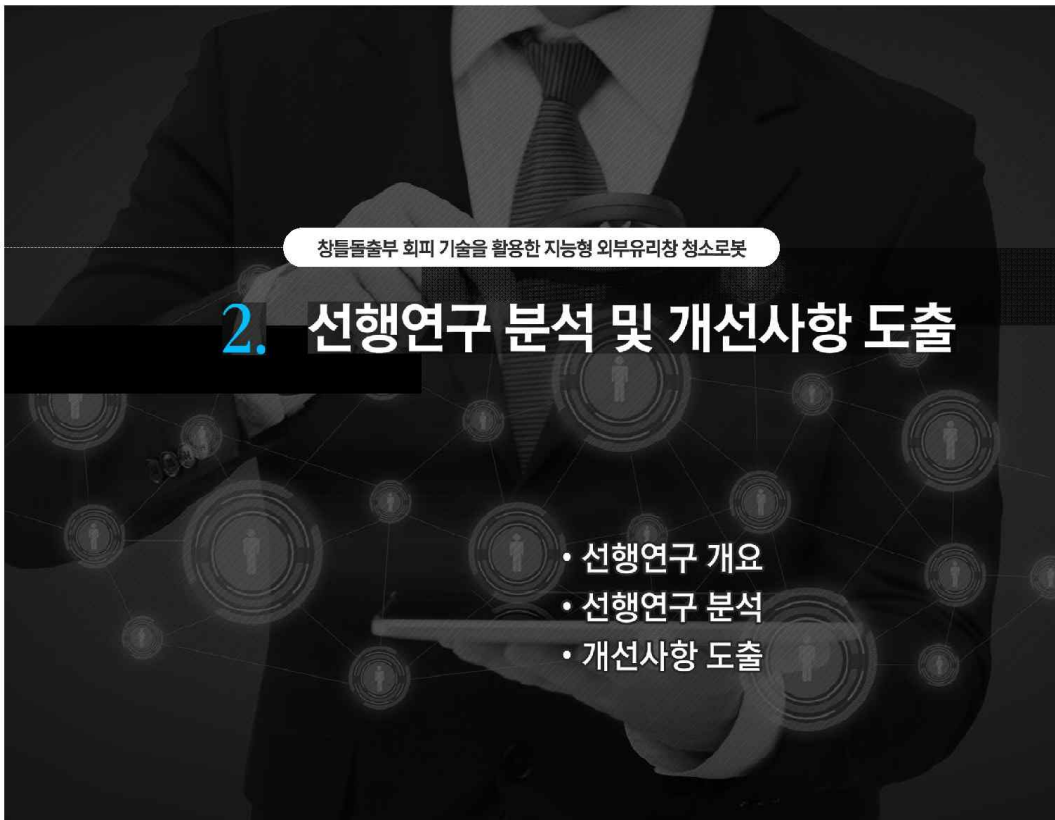 창틀돌출부 회피 기술을 활용한 지능형 외부유리창 청소로봇
2. 선행연구 분석 및 개선사항 도출
• 선행연구 개요
• 선행연구 분석
• 개선사항 도출